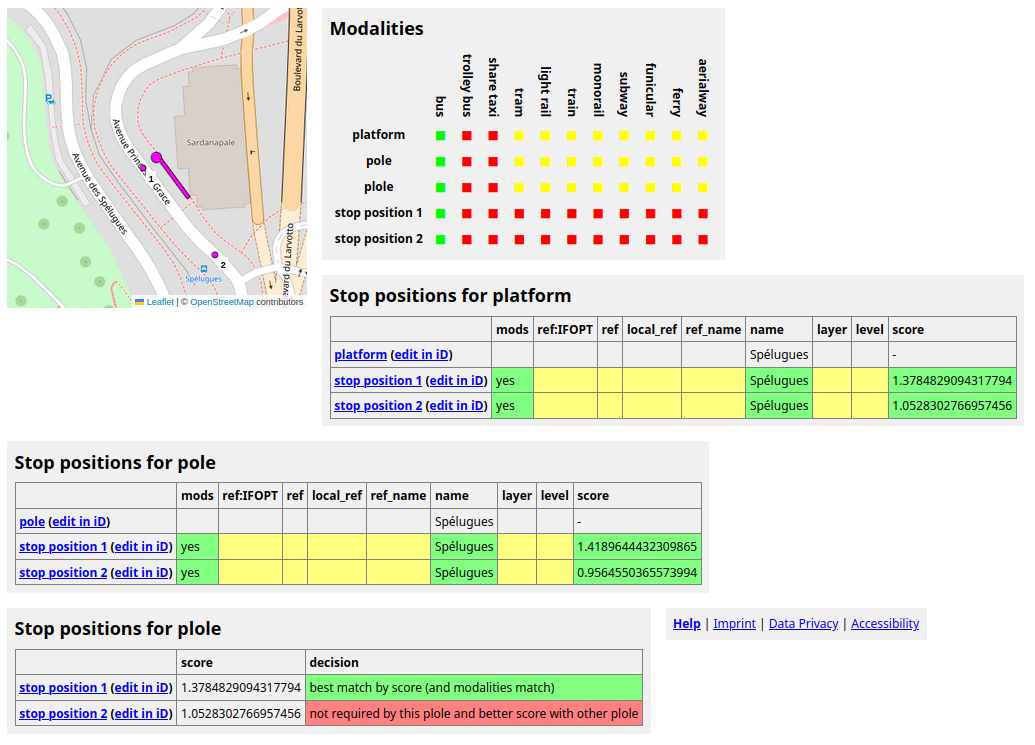 Boulevard du Larvotto
Sardanapale
Avenue Princesse Grace
Avenue des Spélugues
1
2
Spélugues
Leaflet | © OpenStreetMap contributors
Modalities
bus trolley bus share taxi tram light rail train monorail subway funicular ferry aerialway
platform
pole
plole
stop position 1
stop position 2
Stop positions for platform
mods ref:IFOPT ref local_ref ref_name name layer level score
platform (edit in iD) Spélugues -
stop position 1 (edit in iD) yes Spélugues 1.3784829094317794
stop position 2 (edit in iD) yes Spélugues 1.0528302766957456
Stop positions for pole
mods ref:IFOPT ref local_ref ref_name name layer level score
pole (edit in iD) Spélugues -
stop position 1 (edit in iD) yes Spélugues 1.4189644432309865
stop position 2 (edit in iD) yes Spélugues 0.9564550365573994
Stop positions for plole
score decision
stop position 1 (edit in iD) 1.3784829094317794 best match by score (and modalities match)
stop position 2 (edit in iD) 1.0528302766957456 not required by this plole and better score with other plole
Help | Imprint | Data Privacy | Accessibility